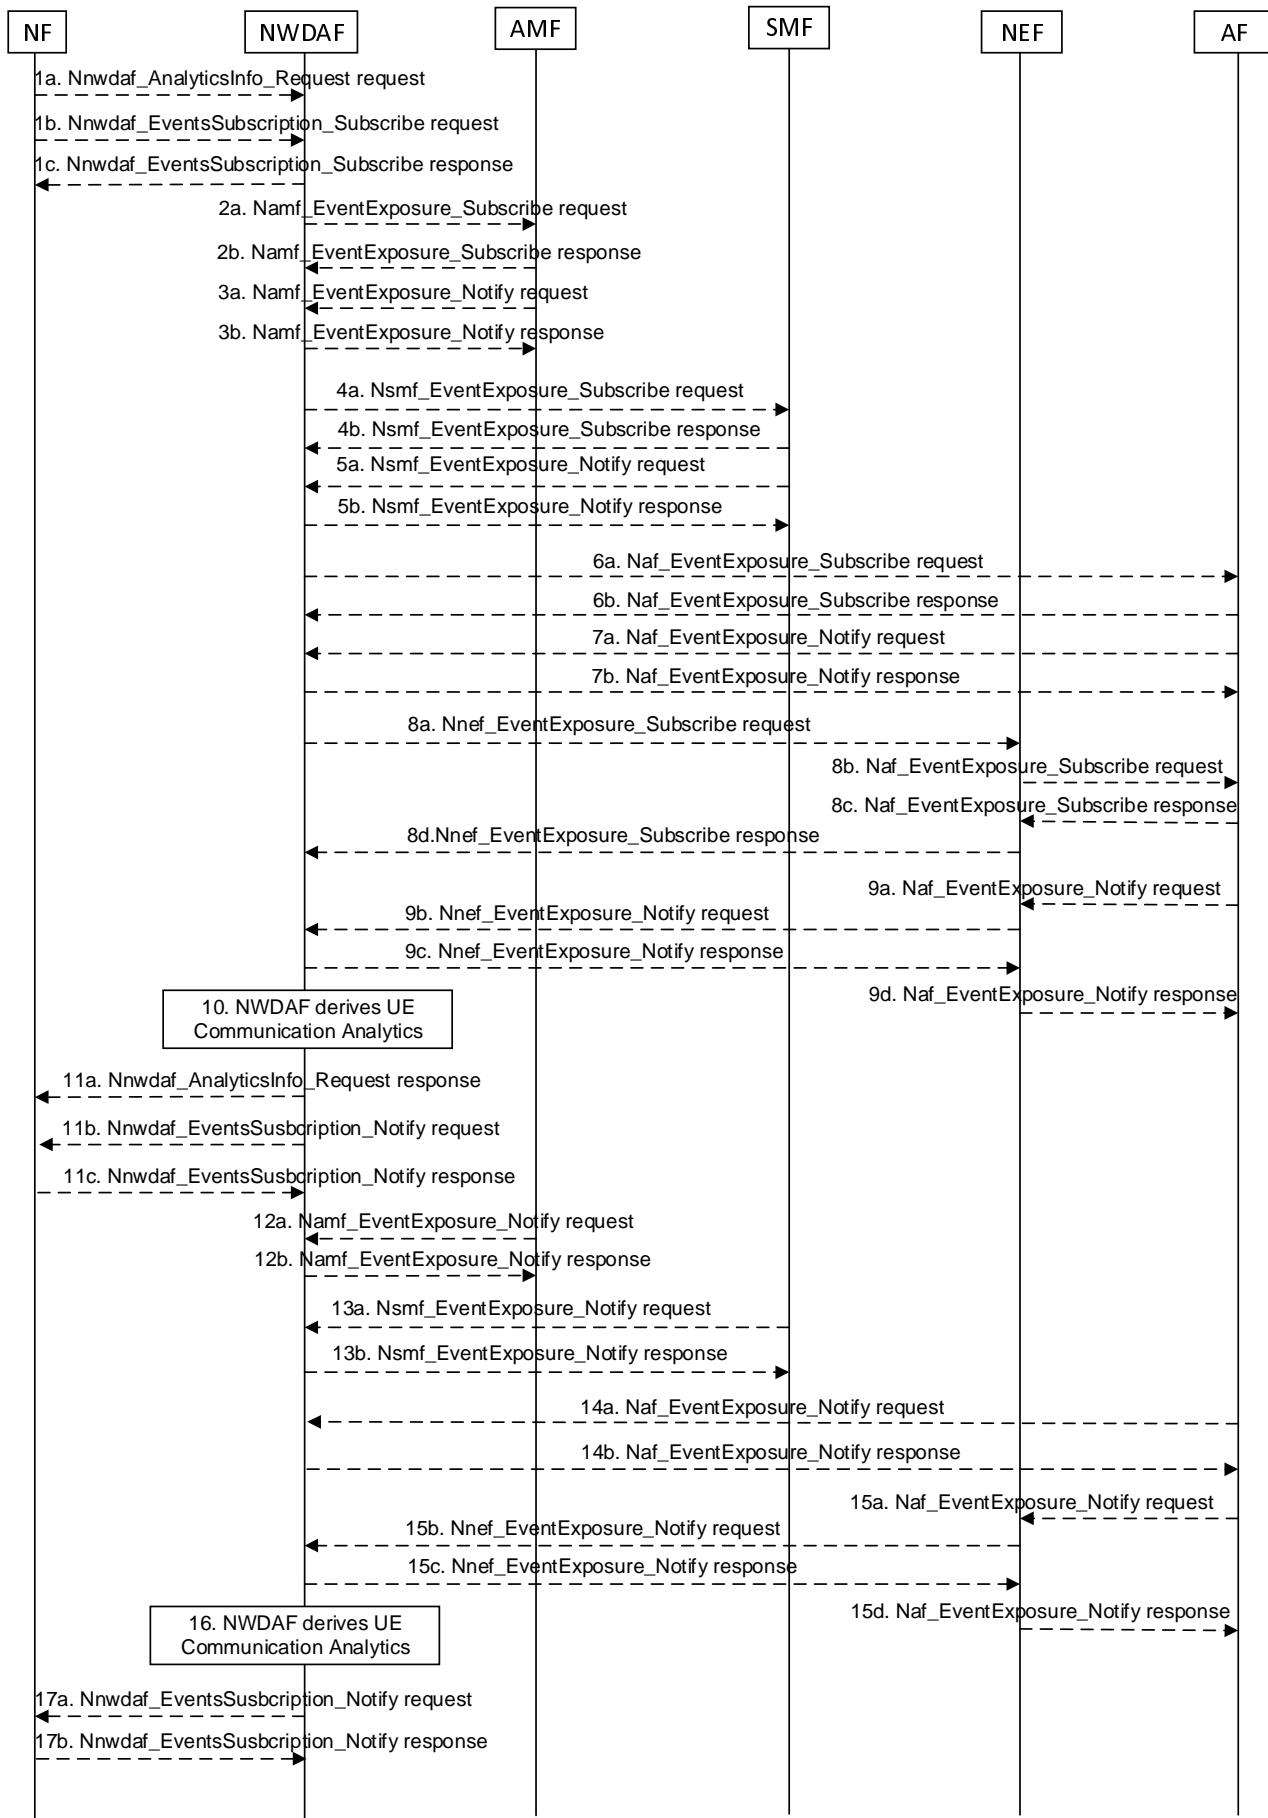 NF
NWDAF
AMF
SMF
NEF
AF
1a. Nnwdaf_AnalyticsInfo_Request request
1b. Nnwdaf_EventsSubscription_Subscribe request
1c. Nnwdaf_EventsSubscription_Subscribe response
2a. Namf_EventExposure_Subscribe request
2b. Namf_EventExposure_Subscribe response
3a. Namf_EventExposure_Notify request
3b. Namf_EventExposure_Notify response
4a. Nsmf_EventExposure_Subscribe request
4b. Nsmf_EventExposure_Subscribe response
5a. Nsmf_EventExposure_Notify request
5b. Nsmf_EventExposure_Notify response
6a. Naf_EventExposure_Subscribe request
6b. Naf_EventExposure_Subscribe response
7a. Naf_EventExposure_Notify request
7b. Naf_EventExposure_Notify response
8a. Nnef_EventExposure_Subscribe request
8b. Naf_EventExposure_Subscribe request
8c. Naf_EventExposure_Subscribe response
8d.Nnef_EventExposure_Subscribe response
9a. Naf_EventExposure_Notify request
9b. Nnef_EventExposure_Notify request
9c. Nnef_EventExposure_Notify response
9d. Naf_EventExposure_Notify response
10. NWDAF derives UE
Communication Analytics
11a. Nnwdaf_AnalyticsInfo_Request response
11b. Nnwdaf_EventsSusbcription_Notify request
11c. Nnwdaf_EventsSusbcription_Notify response
12a. Namf_EventExposure_Notify request
12b. Namf_EventExposure_Notify response
13a. Nsmf_EventExposure_Notify request
13b. Nsmf_EventExposure_Notify response
14a. Naf_EventExposure_Notify request
14b. Naf_EventExposure_Notify response
15a. Naf_EventExposure_Notify request
15b. Nnef_EventExposure_Notify request
15c. Nnef_EventExposure_Notify response
15d. Naf_EventExposure_Notify response
16. NWDAF derives UE
Communication Analytics
17a. Nnwdaf_EventsSusbcription_Notify request
17b. Nnwdaf_EventsSusbcription_Notify response